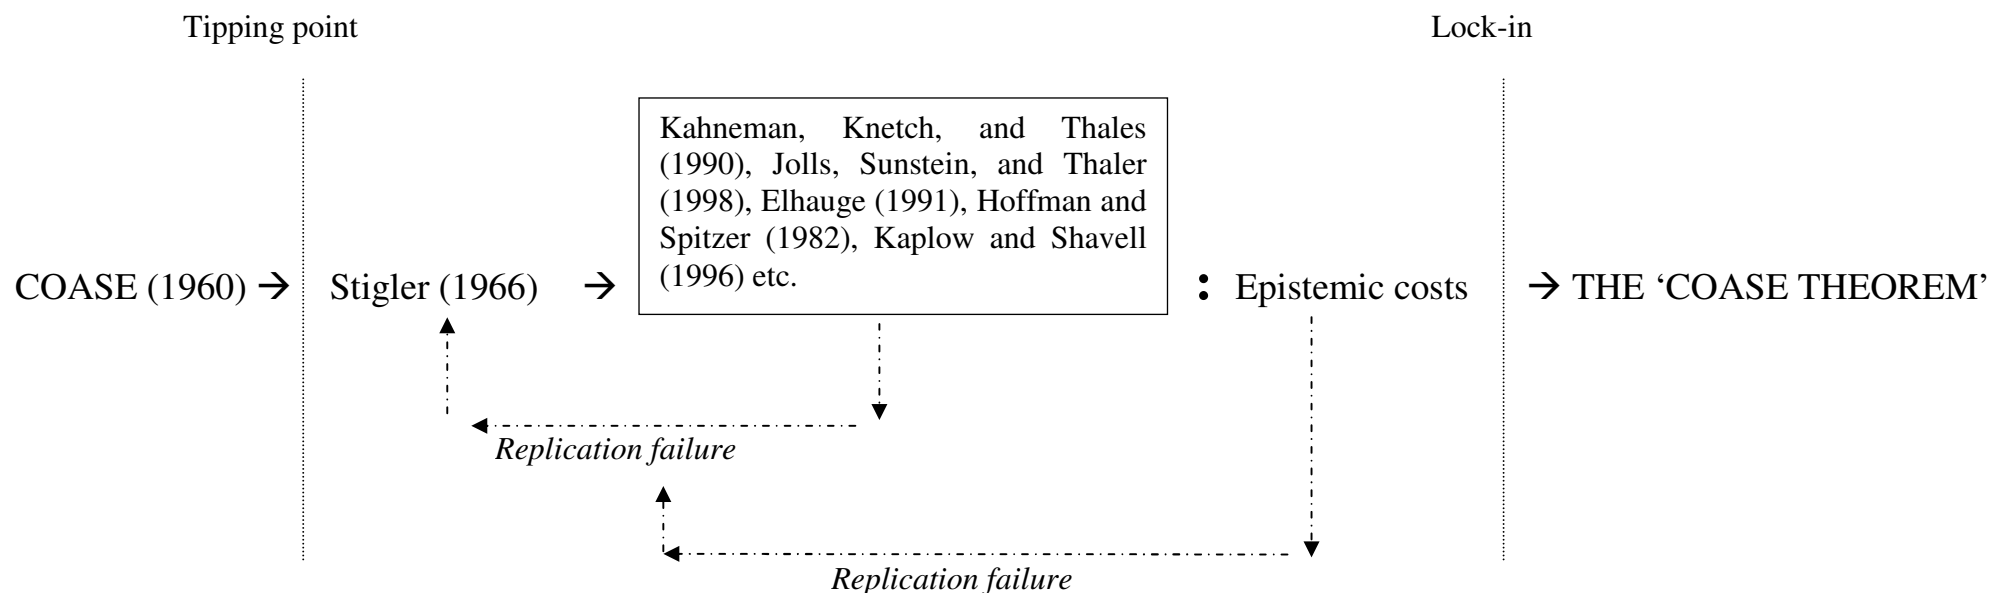 Tipping point
Lock-in
Kahneman, Knetch, and Thales
(1990), Jolls, Sunstein, and Thaler
(1998), Elhauge (1991), Hoffman and
Spitzer (1982), Kaplow and Shavell
(1996) etc.
COASE (1960) → Stigler (1966) → : Epistemic costs → THE ‘COASE THEOREM’
Replication failure
Replication failure